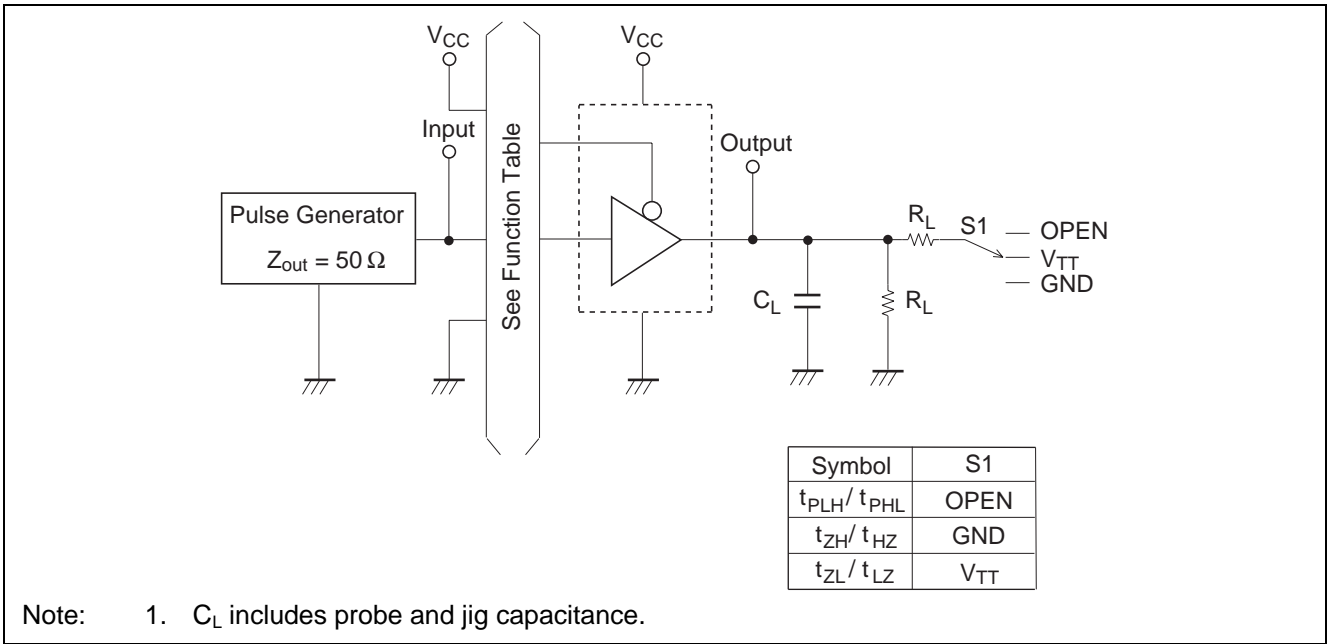 VCC
VCC
Input
See Function Table
Output
Pulse Generator
Zout = 50 Ω
RL
S1
OPEN
VTT
GND
CL
RL
Symbol S1
tPLH/ tPHL OPEN
tZH/ tHZ GND
tZL/ tLZ VTT
Note: 1. CL includes probe and jig capacitance.